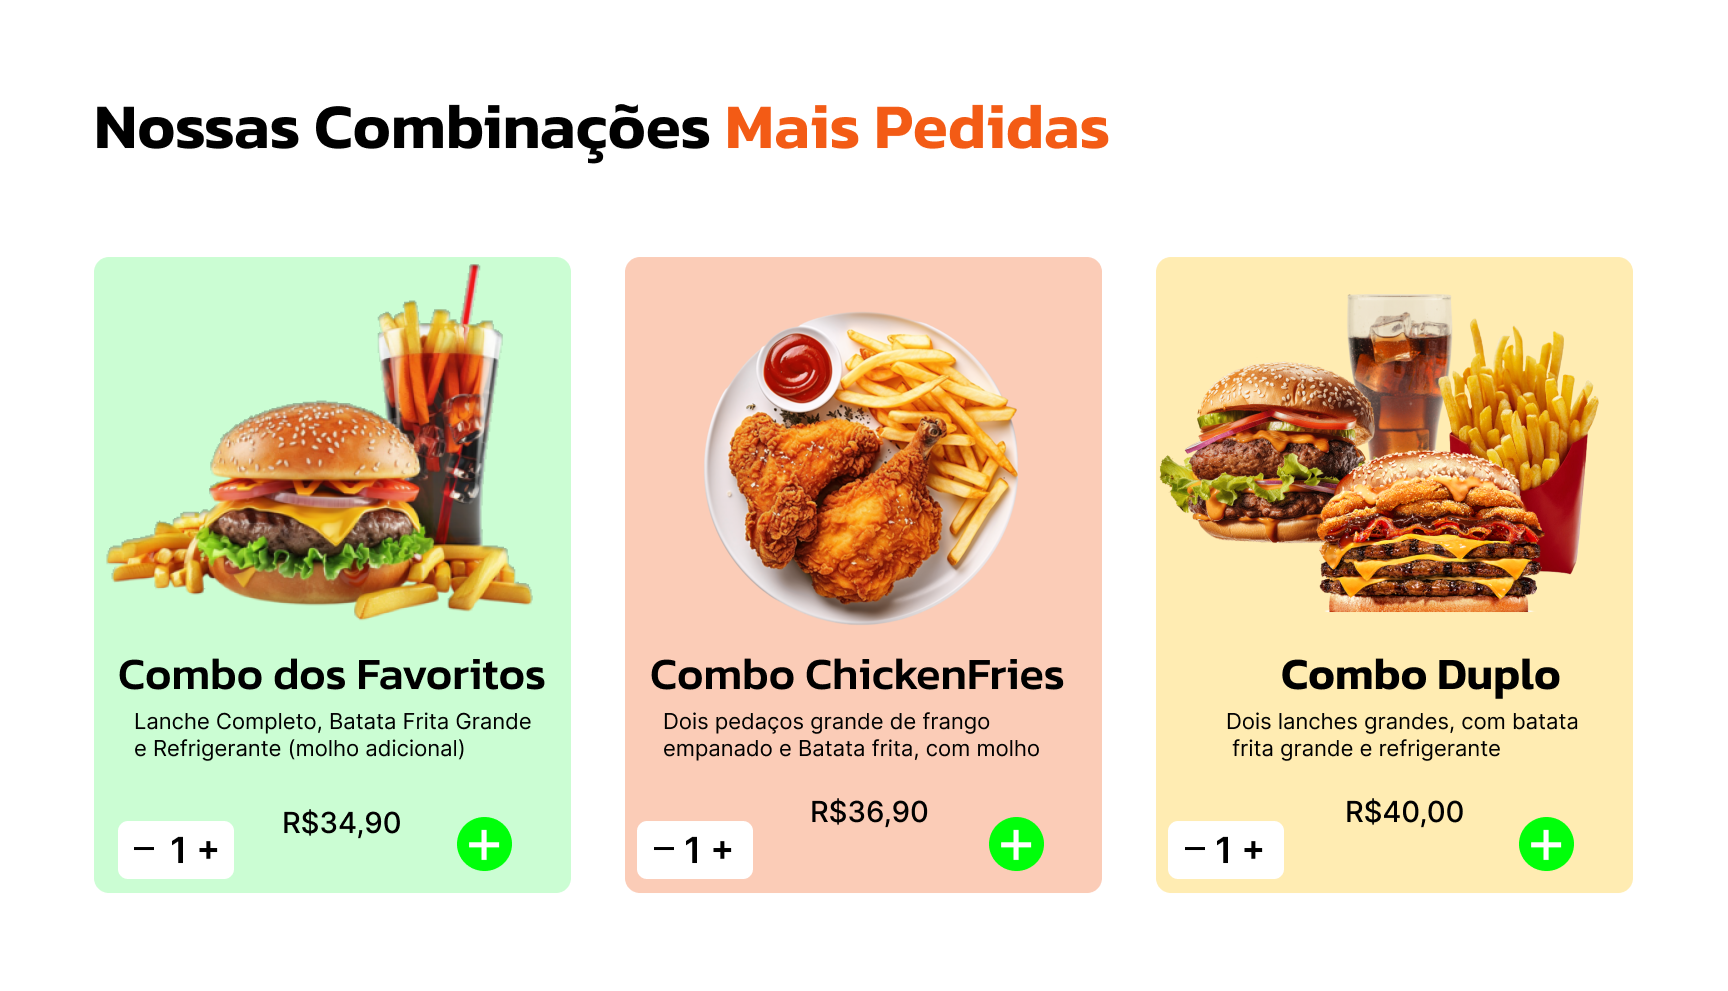 Nossas Combinações Mais Pedidas
Combo dos Favoritos
Lanche Completo, Batata Frita Grande
e Refrigerante (molho adicional)
R$34,90
− 1 +
+
Combo ChickenFries
Dois pedaços grande de frango
empanado e Batata frita, com molho
R$36,90
− 1 +
+
Combo Duplo
Dois lanches grandes, com batata
frita grande e refrigerante
R$40,00
− 1 +
+